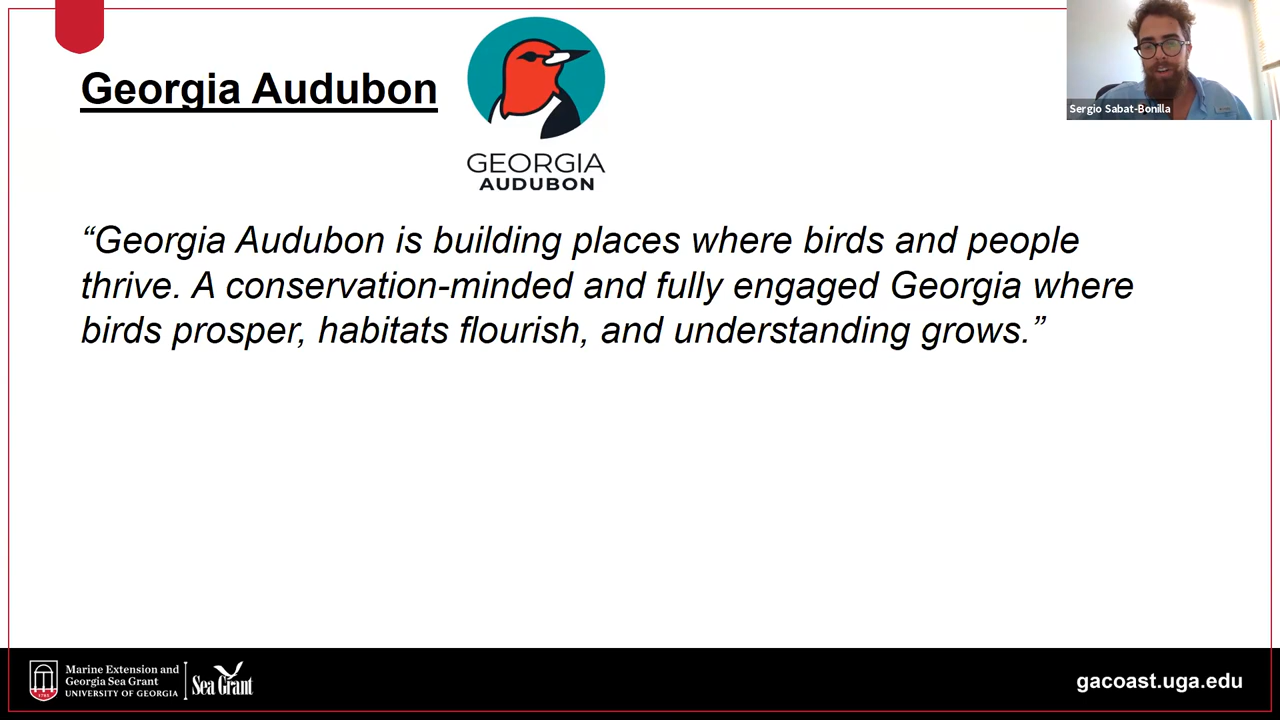 Georgia Audubon
GEORGIA
AUDUBON
Sergio Sabat-Bonilla
“Georgia Audubon is building places where birds and people
thrive. A conservation-minded and fully engaged Georgia where
birds prosper, habitats flourish, and understanding grows.”
Marine Extension and
Georgia Sea Grant
UNIVERSITY OF GEORGIA
1785
Sea Grant
gacoast.uga.edu